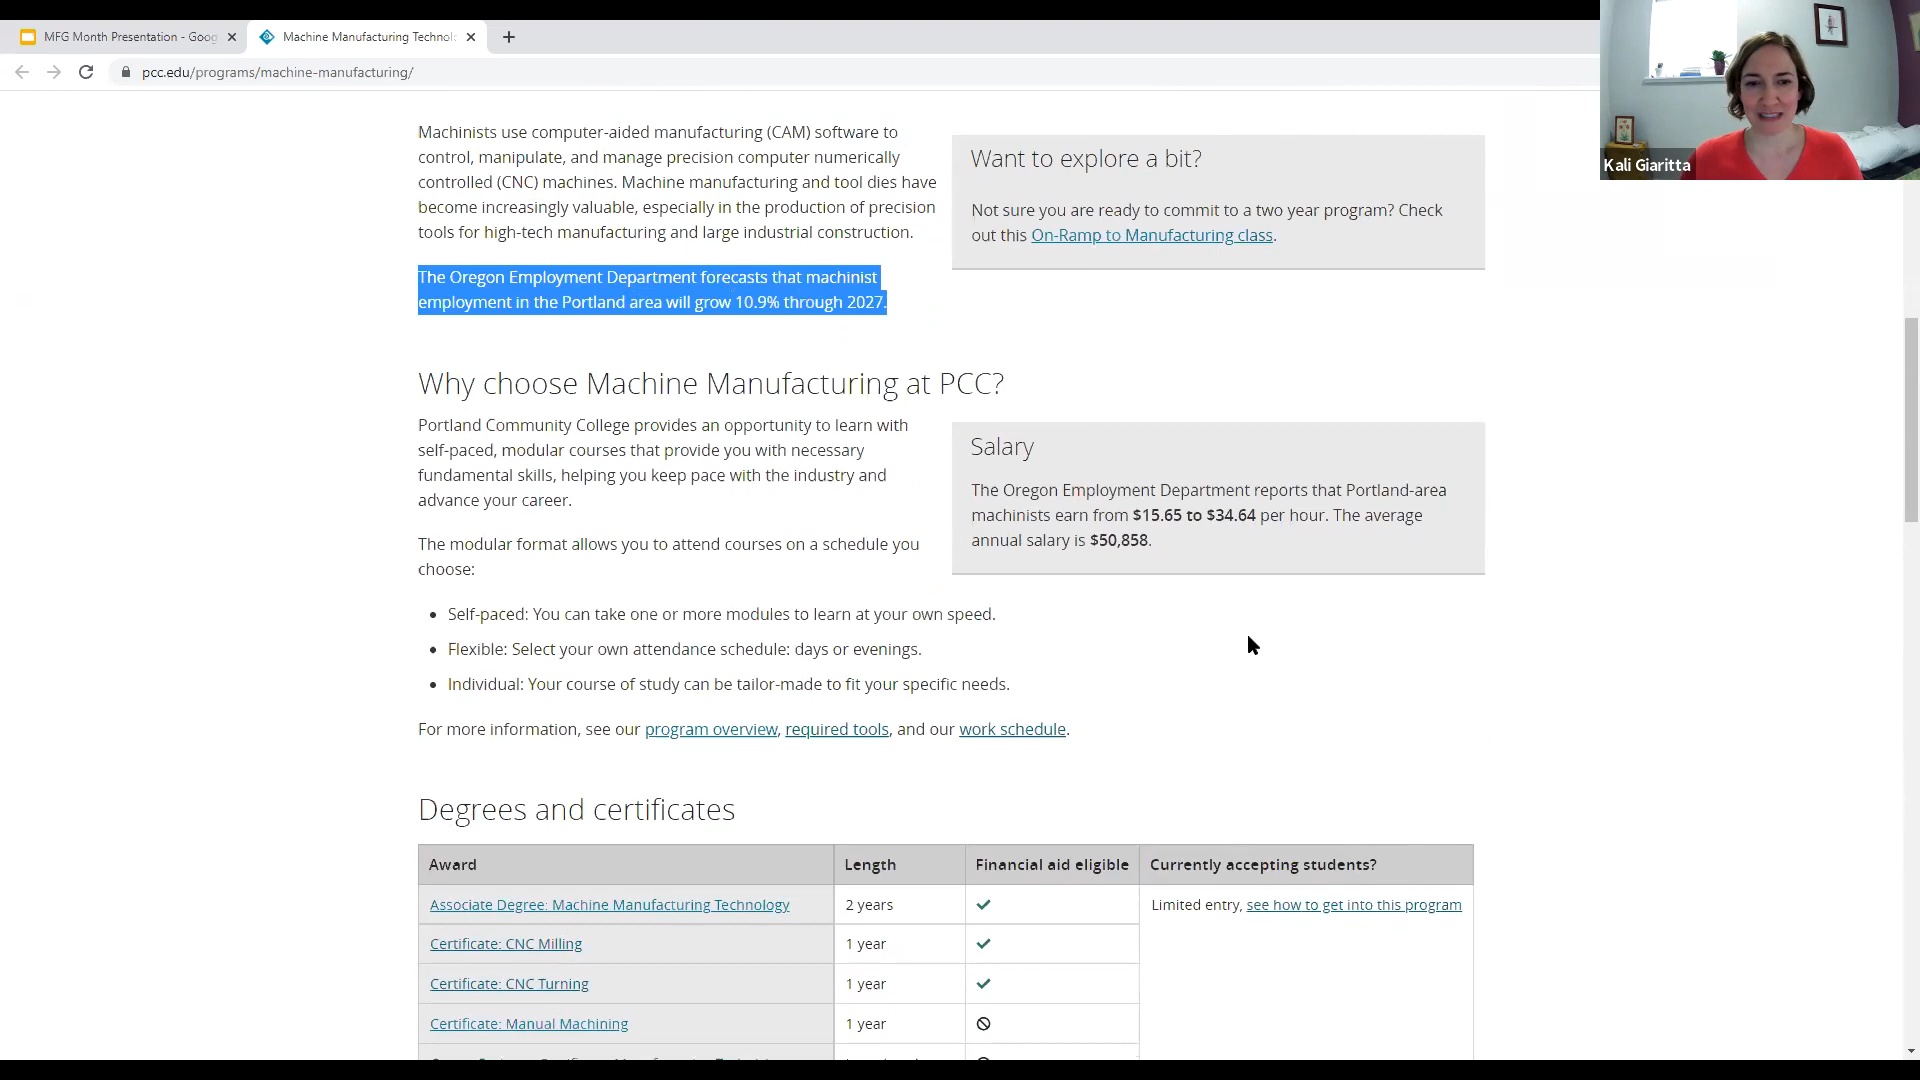 MFG Month Presentation - Goog
Machine Manufacturing Technol
pcc.edu/programs/machine-manufacturing/
Kali Giaritta
Machinists use computer-aided manufacturing (CAM) software to
control, manipulate, and manage precision computer numerically
controlled (CNC) machines. Machine manufacturing and tool dies have
become increasingly valuable, especially in the production of precision
tools for high-tech manufacturing and large industrial construction.
Want to explore a bit?
Not sure you are ready to commit to a two year program? Check
out this On-Ramp to Manufacturing class.
The Oregon Employment Department forecasts that machinist
employment in the Portland area will grow 10.9% through 2027.
Why choose Machine Manufacturing at PCC?
Portland Community College provides an opportunity to learn with
self-paced, modular courses that provide you with necessary
fundamental skills, helping you keep pace with the industry and
advance your career.
Salary
The Oregon Employment Department reports that Portland-area
machinists earn from $15.65 to $34.64 per hour. The average
annual salary is $50,858.
The modular format allows you to attend courses on a schedule you
choose:
• Self-paced: You can take one or more modules to learn at your own speed.
• Flexible: Select your own attendance schedule: days or evenings.
• Individual: Your course of study can be tailor-made to fit your specific needs.
For more information, see our program overview, required tools, and our work schedule.
Degrees and certificates
Award Length Financial aid eligible Currently accepting students?
Associate Degree: Machine Manufacturing Technology 2 years Limited entry, see how to get into this program
Certificate: CNC Milling 1 year
Certificate: CNC Turning 1 year
Certificate: Manual Machining 1 year